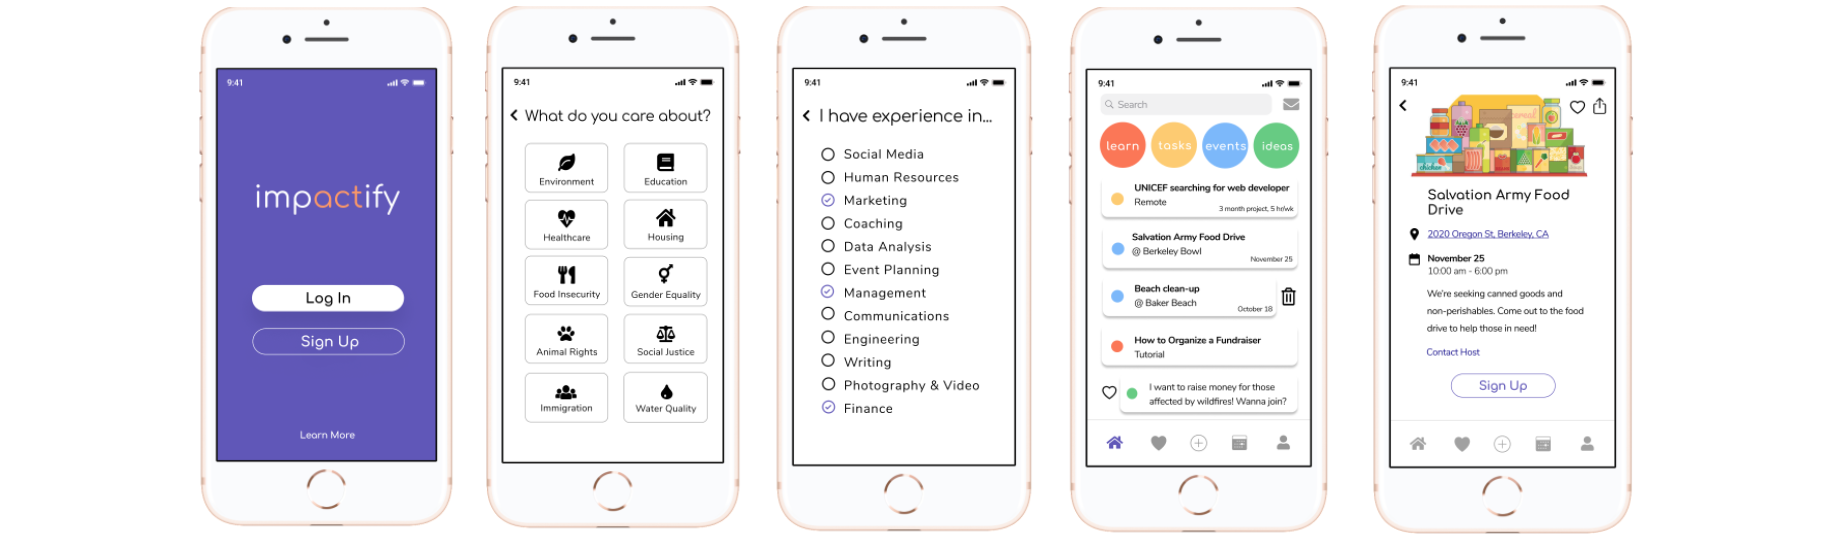 9:41
impactify
Log In
Sign Up
Learn More
9:41
What do you care about?
Environment
Education
Healthcare
Housing
Food Insecurity
Gender Equality
Animal Rights
Social Justice
Immigration
Water Quality
9:41
I have experience in...
Social Media
Human Resources
Marketing
Coaching
Data Analysis
Event Planning
Management
Communications
Engineering
Writing
Photography & Video
Finance
9:41
Search
learn
tasks
events
ideas
UNICEF searching for web developer
Remote
3 month project, 5 hr/wk
Salvation Army Food Drive
@ Berkeley Bowl
November 25
Beach clean-up
@ Baker Beach
October 18
How to Organize a Fundraiser
Tutorial
I want to raise money for those
affected by wildfires! Wanna join?
9:41
Salvation Army Food
Drive
2020 Oregon St, Berkeley, CA
November 25
10:00 am - 6:00 pm
We're seeking canned goods and
non-perishables. Come out to the food
drive to help those in need!
Contact Host
Sign Up